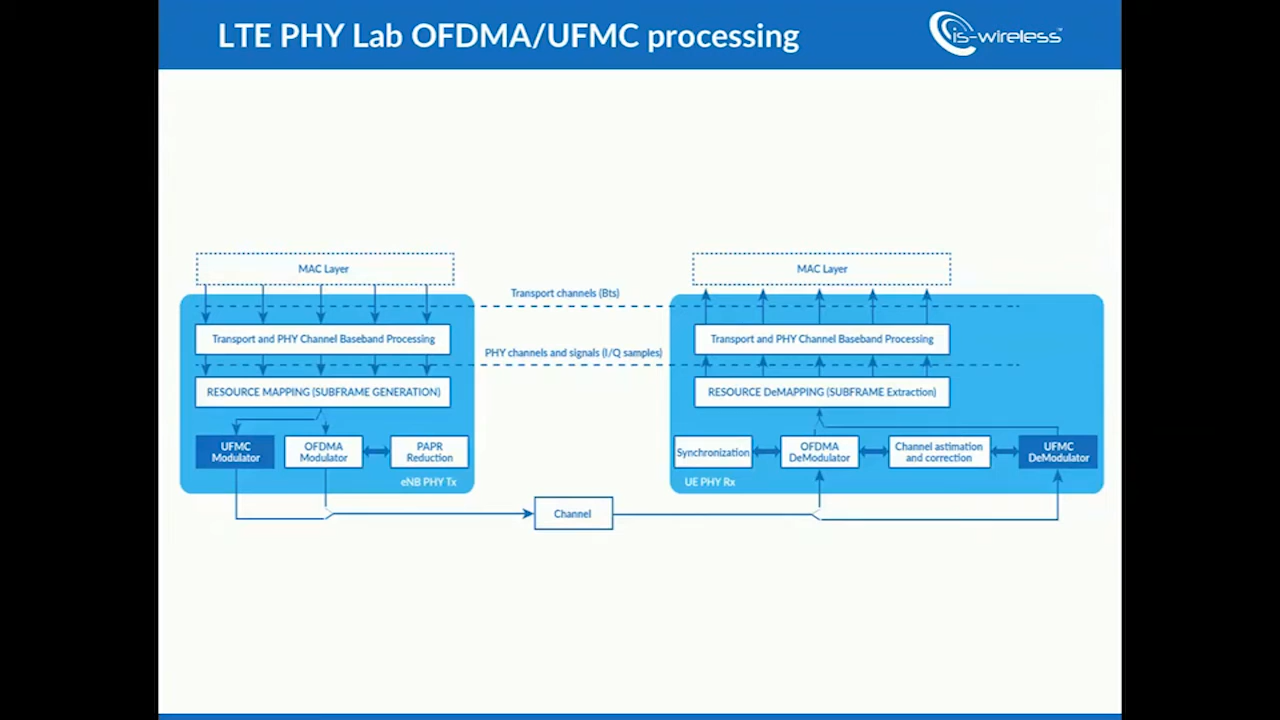 LTE PHY Lab OFDMA/UFMC processing
is-wireless™
MAC Layer
MAC Layer
Transport channels (Bts)
Transport and PHY Channel Baseband Processing
Transport and PHY Channel Baseband Processing
PHY channels and signals (I/Q samples)
RESOURCE MAPPING (SUBFRAME GENERATION)
RESOURCE DeMAPPING (SUBFRAME Extraction)
UFMC
Modulator
OFDMA
Modulator
PAPR
Reduction
Synchronization
OFDMA
DeModulator
Channel astimation
and correction
UFMC
DeModulator
eNB PHY Tx
UE PHY Rx
Channel